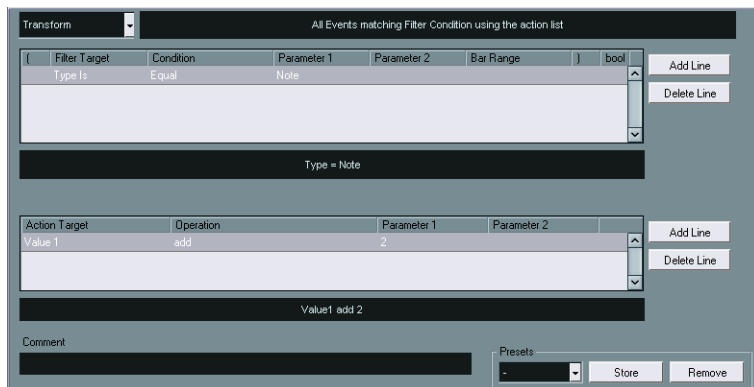 Transform
All Events matching Filter Condition using the action list
( Filter Target Condition Parameter 1 Parameter 2 Bar Range ) bool
Type Is Equal Note
Add Line
Delete Line
Type = Note
Action Target Operation Parameter 1 Parameter 2
Value 1 add 2
Add Line
Delete Line
Value1 add 2
Comment
Presets
- Store Remove